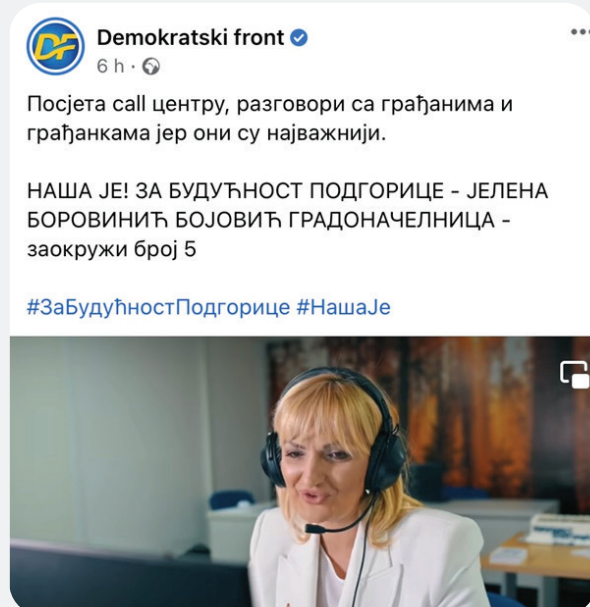 DF
Demokratski front
6 h ·
Посјета call центру, разговори са грађанима и
грађанкама јер они су најважнији.
НАША ЈЕ! ЗА БУДУЋНОСТ ПОДГОРИЦЕ - ЈЕЛЕНА
БОРОВИНИЋ БОЈОВИЋ ГРАДОНАЧЕЛНИЦА -
заокружи број 5
#ЗаБудућностПодгорице #НашаЈе